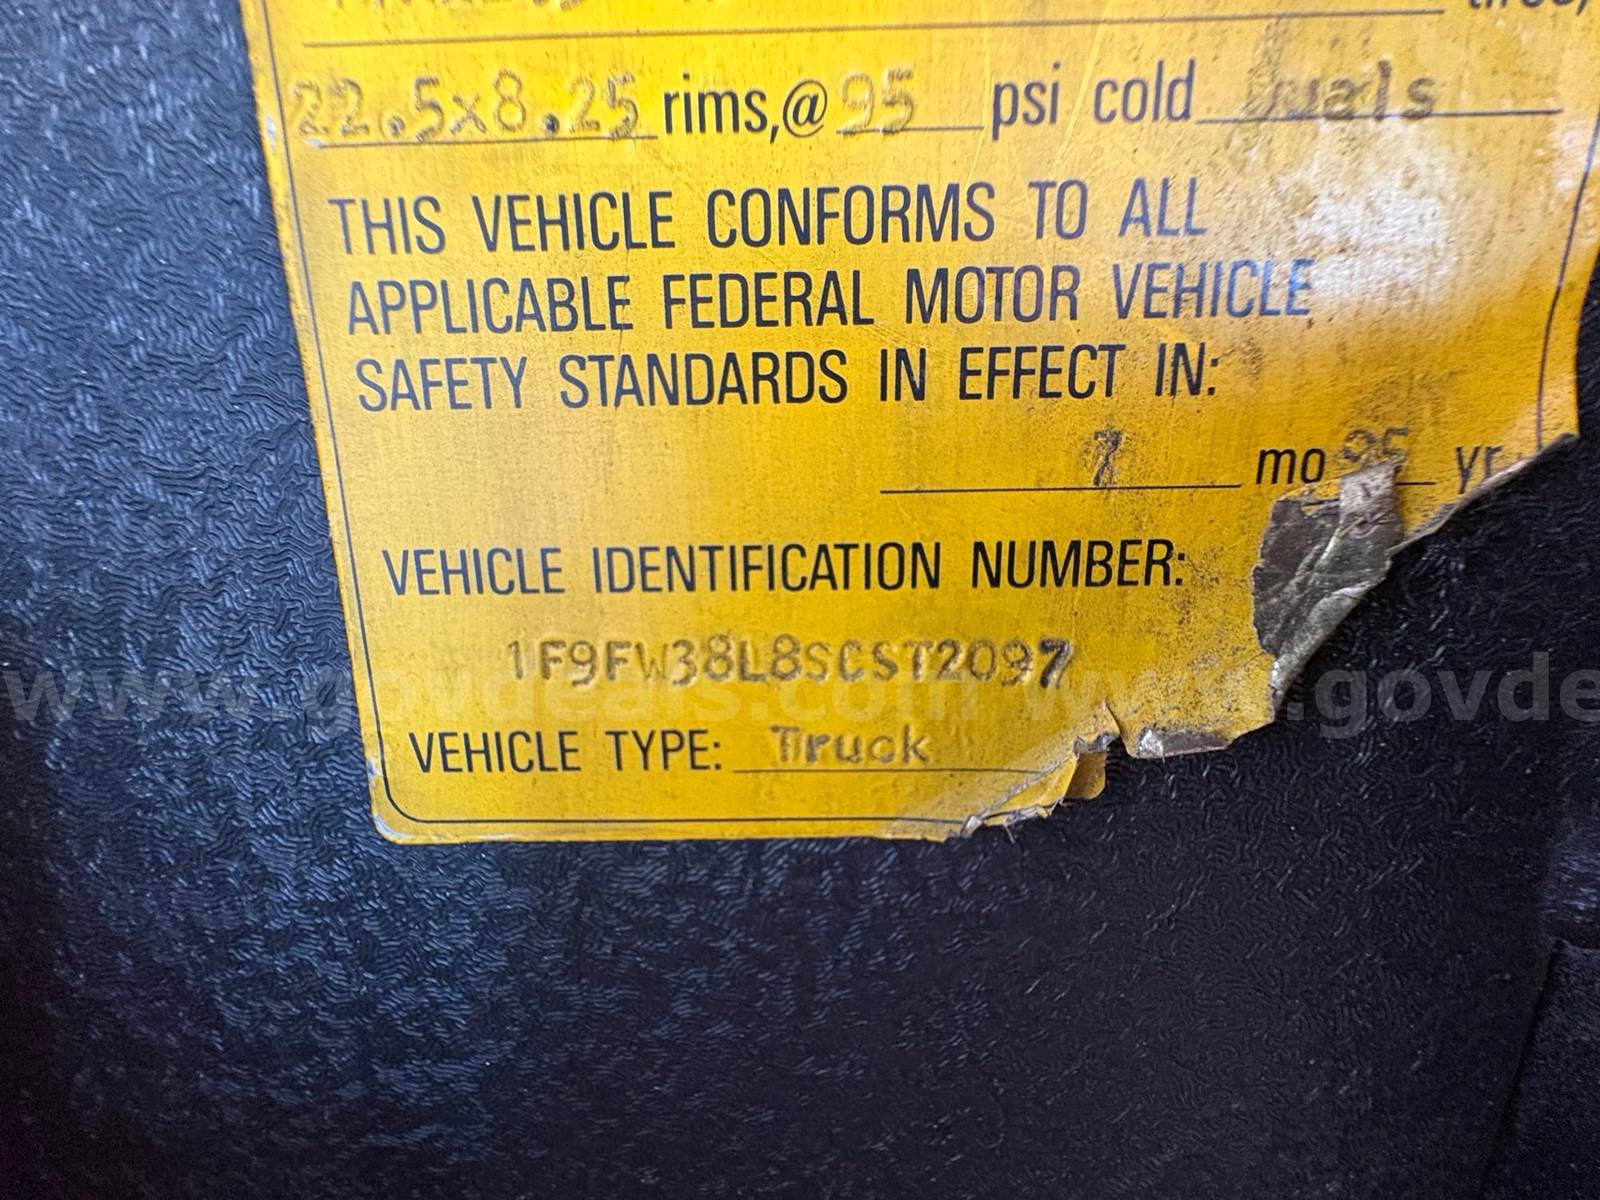 22.5x8.25 rims,@ 95 psi cold Duals
THIS VEHICLE CONFORMS TO ALL
APPLICABLE FEDERAL MOTOR VEHICLE
SAFETY STANDARDS IN EFFECT IN:
7 mo 95 yr.
VEHICLE IDENTIFICATION NUMBER:
1F9FW38L8SCST2097
www.govdeals.com www.govde
VEHICLE TYPE: Truck